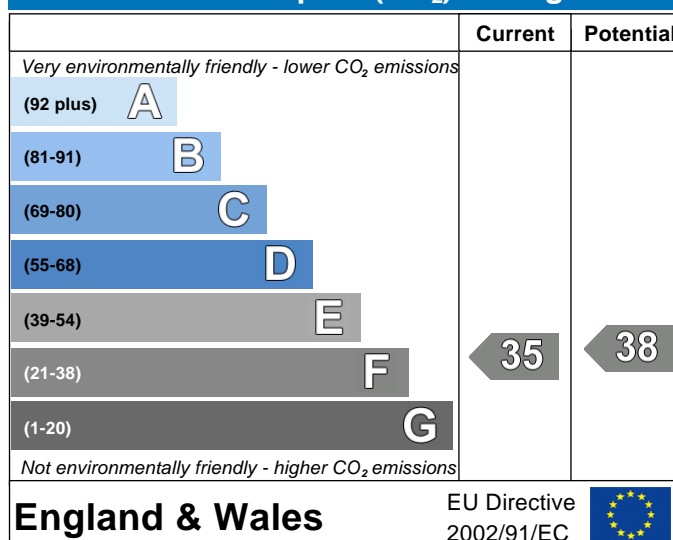 Current Potential
Very environmentally friendly - lower CO₂ emissions
(92 plus) A
(81-91) B
(69-80) C
(55-68) D
(39-54) E
(21-38) F
(1-20) G
35 38
Not environmentally friendly - higher CO₂ emissions
England & Wales
EU Directive
2002/91/EC